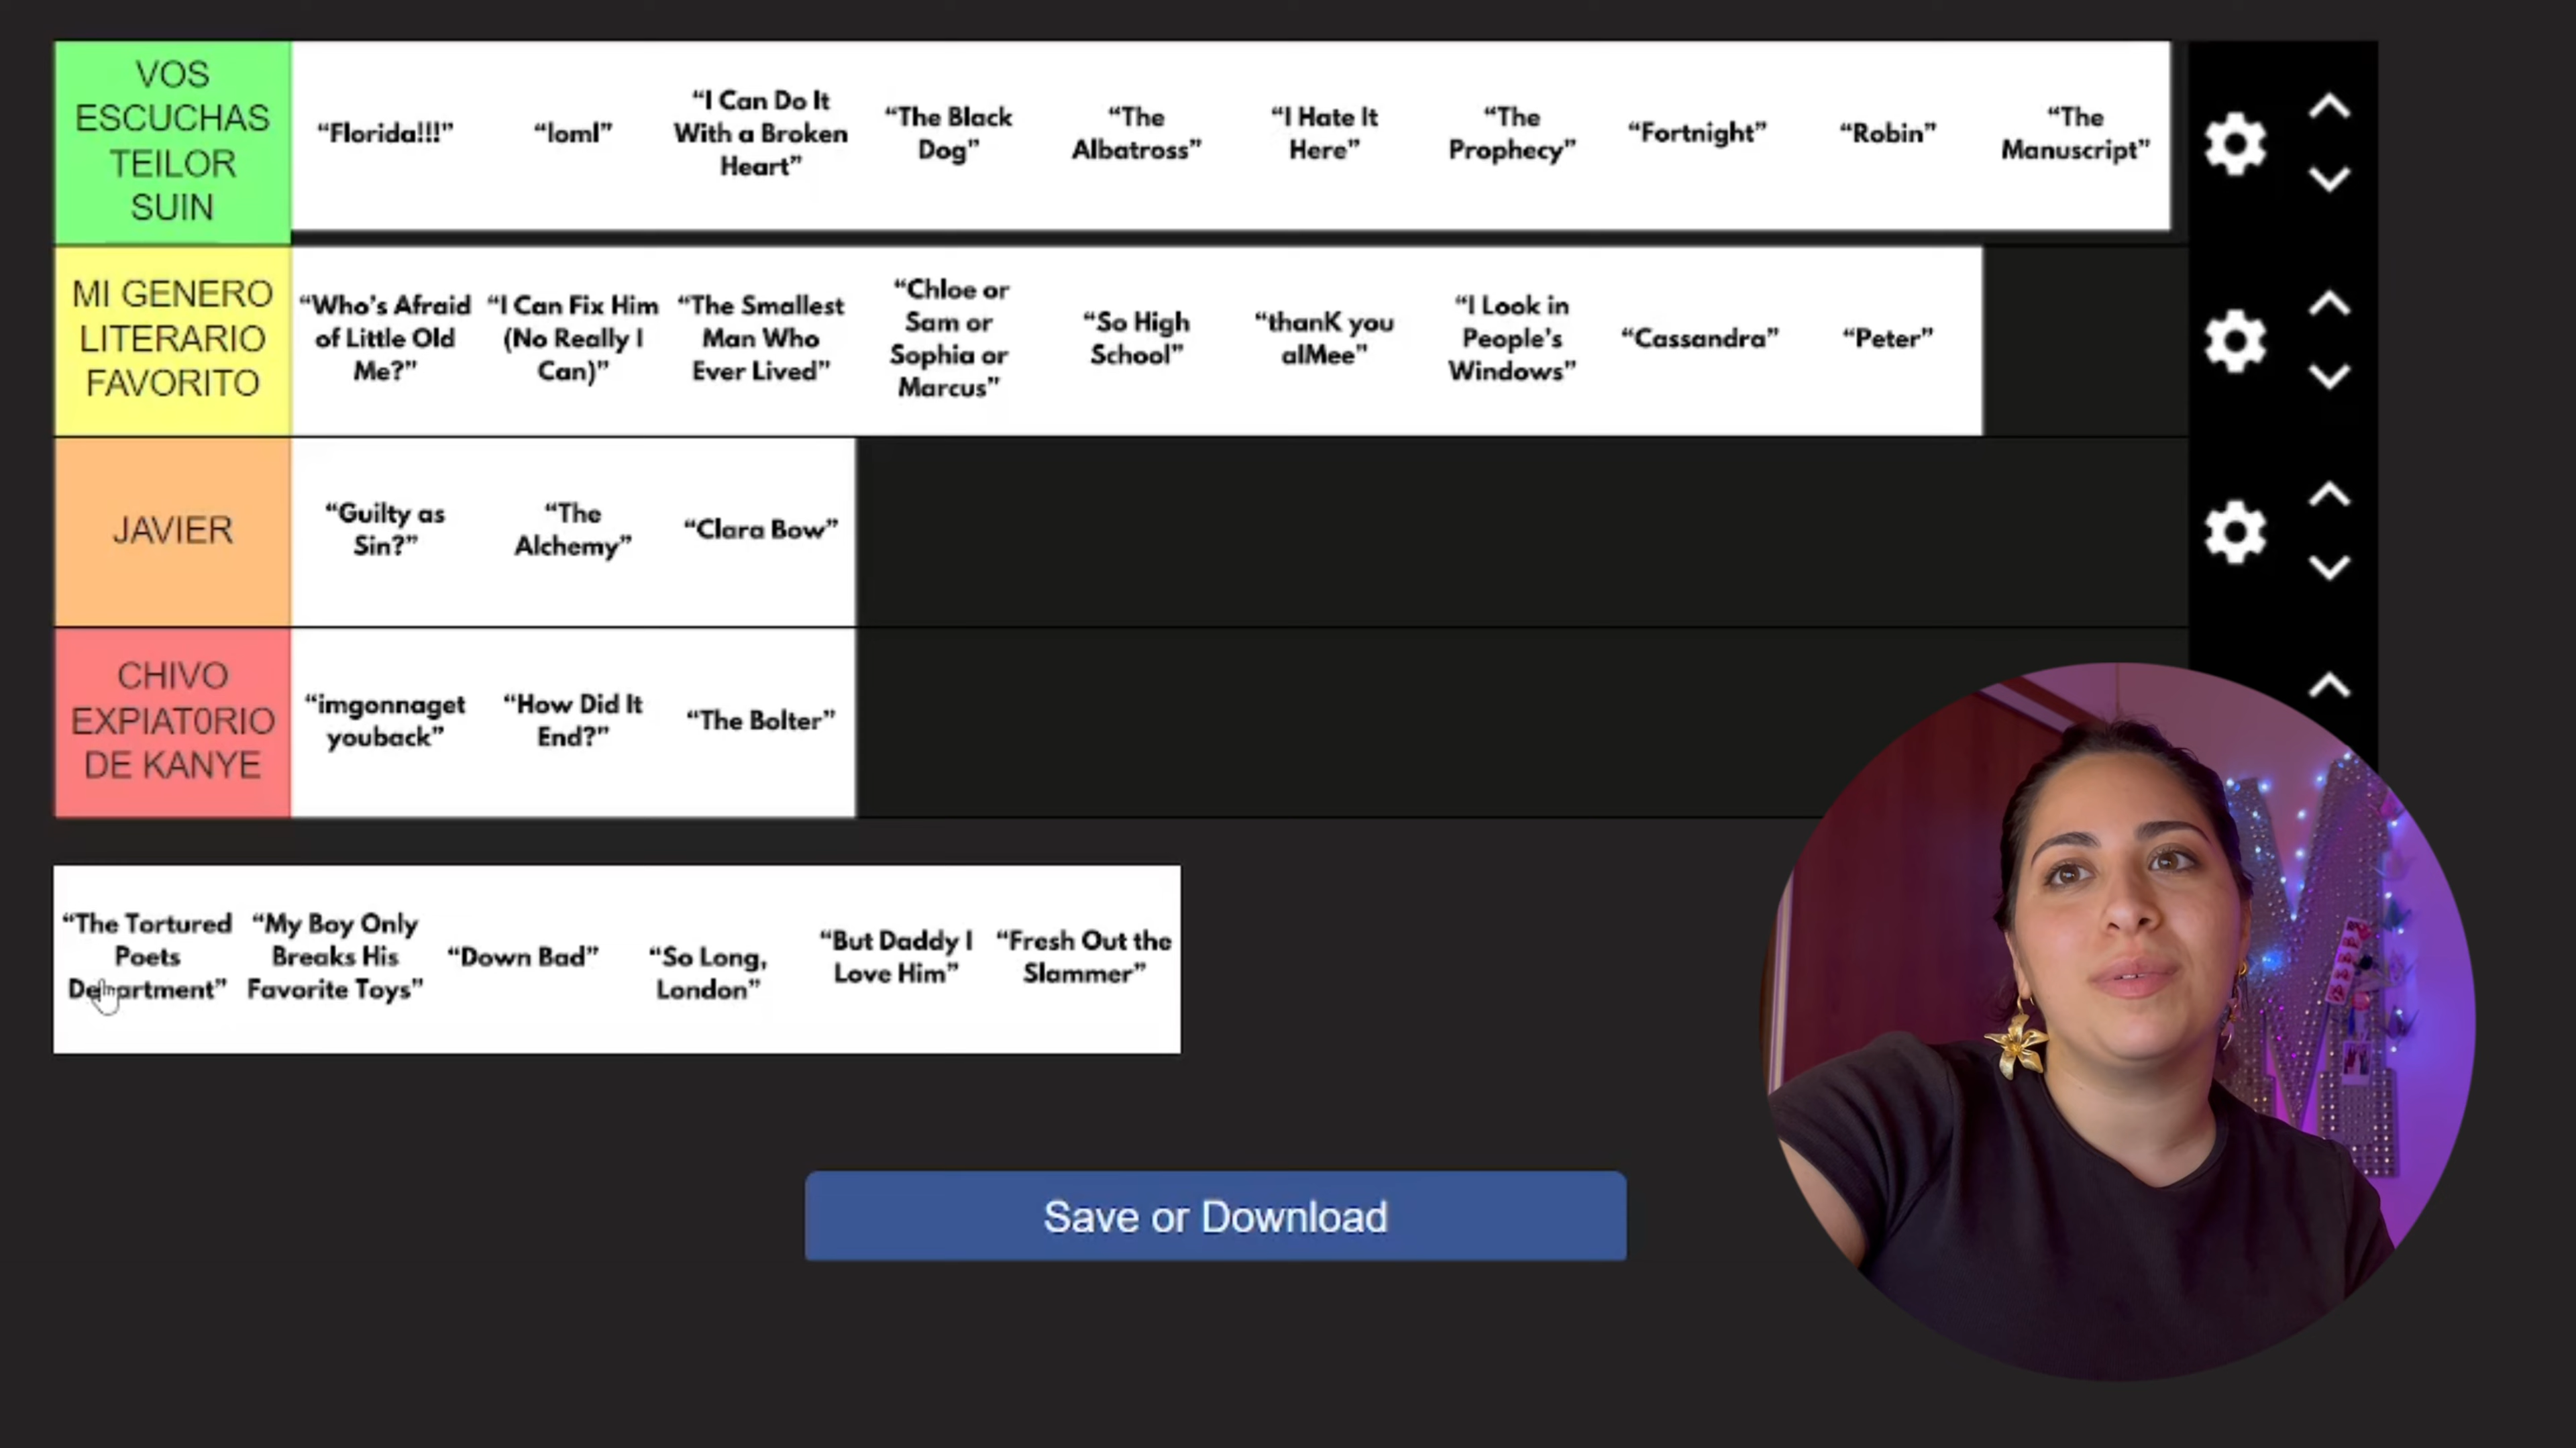 VOS
ESCUCHAS
TEILOR
SUIN
“Florida!!!”
“loml”
“I Can Do It
With a Broken
Heart”
“The Black
Dog”
“The
Albatross”
“I Hate It
Here”
“The
Prophecy”
“Fortnight”
“Robin”
“The
Manuscript”
MI GENERO
LITERARIO
FAVORITO
“Who’s Afraid
of Little Old
Me?”
“I Can Fix Him
(No Really I
Can)”
“The Smallest
Man Who
Ever Lived”
“Chloe or
Sam or
Sophia or
Marcus”
“So High
School”
“thanK you
aIMee”
“I Look in
People’s
Windows”
“Cassandra”
“Peter”
JAVIER
“Guilty as
Sin?”
“The
Alchemy”
“Clara Bow”
CHIVO
EXPIAT0RIO
DE KANYE
“imgonnaget
youback”
“How Did It
End?”
“The Bolter”
“The Tortured
Poets
Department”
“My Boy Only
Breaks His
Favorite Toys”
“Down Bad”
“So Long,
London”
“But Daddy I
Love Him”
“Fresh Out the
Slammer”
Save or Download